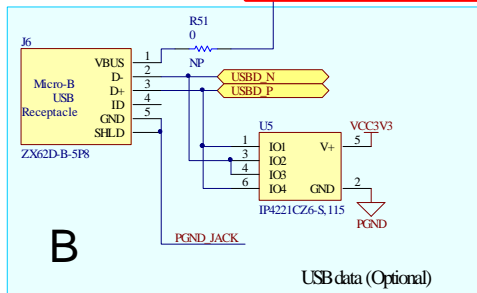 R51
0
NP
J6
VBUS 1
D- 2
D+ 3
ID 4
GND 5
SHLD
Micro-B
USB
Receptacle
ZX62D-B-5P8
USBD_N
USBD_P
U5
VCC3V3
1 IO1 V+ 5
3 IO2
4 IO3
6 IO4 GND 2
IP4221CZ6-S,115
PGND
PGND_JACK
B
USB data (Optional)